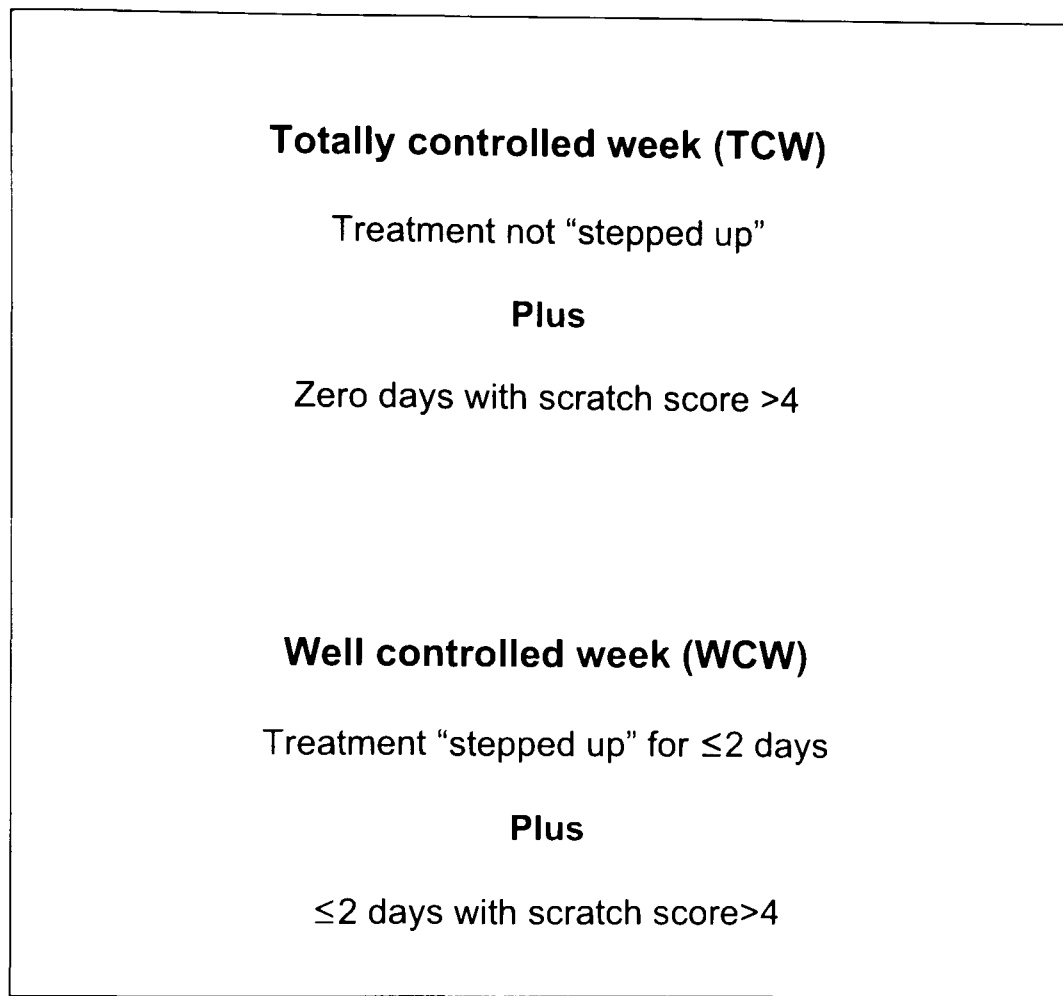 Totally controlled week (TCW)
Treatment not “stepped up”
Plus
Zero days with scratch score >4
Well controlled week (WCW)
Treatment “stepped up” for ≤2 days
Plus
≤2 days with scratch score>4